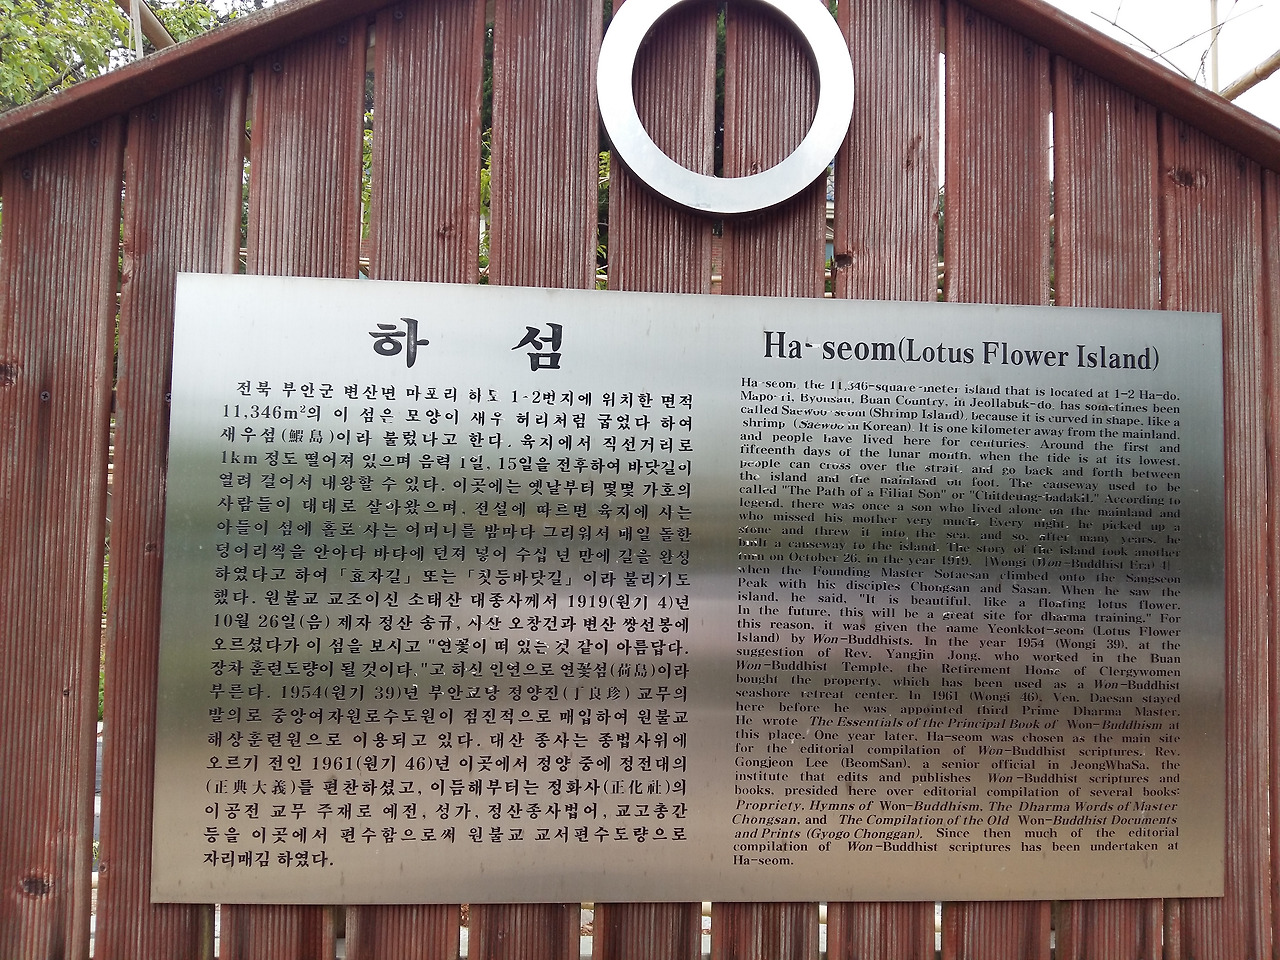 하 섬
전북 부안군 변산면 마포리 하도 1-2번지에 위치한 면적
11,346m²의 이 섬은 모양이 새우 허리처럼 굽었다 하여
새우섬(鰕島)이라 불렀다고 한다. 육지에서 직선거리로
1km 정도 떨어져 있으며 음력 1일, 15일을 전후하여 바닷길이
열려 걸어서 내왕할 수 있다. 이곳에는 옛날부터 몇몇 가호의
사람들이 대대로 살아왔으며, 전설에 따르면 육지에 사는
아들이 섬에 홀로 사는 어머니를 밤마다 그리워서 매일 돌한
덩어리씩을 안아다 바다에 던져 넣어 수십 년 만에 길을 완성
하였다고 하여 「효자길」 또는 「칫등바닷길」 이라 불리기도
했다. 원불교 교조이신 소태산 대종사께서 1919(원기 4)년
10월 26일(음) 제자 정산 송규, 시산 오창건과 변산 쌍선봉에
오르셨다가 이 섬을 보시고 "연꽃이 떠 있는 것 같이 아름답다.
장차 훈련도량이 될 것이다."고 하신 인연으로 연꽃섬(荷島)이라
부른다. 1954(원기 39)년 부안교당 정양진(丁良珍) 교무의
발의로 중앙여자원로수도원이 점진적으로 매입하여 원불교
해상훈련원으로 이용되고 있다. 대산 종사는 종법사위에
오르기 전인 1961(원기 46)년 이곳에서 정양 중에 정전대의
(正典大義)를 편찬하셨고, 이듬해부터는 정화사(正化社)의
이공전 교무 주재로 예전, 성가, 정산종사법어, 교고총간
등을 이곳에서 편수함으로써 원불교 교서편수도량으로
자리매김 하였다.
Ha-seom(Lotus Flower Island)
Ha-seom, the 11,346-square-meter island that is located at 1-2 Ha-do,
Mapo-ri, Byonsan, Buan Country, in Jeollabuk-do, has sometimes been
called Saewoo-seom (Shrimp Island), because it is curved in shape, like a
shrimp (Saewoo in Korean). It is one kilometer away from the mainland,
and people have lived here for centuries. Around the first and
fifteenth days of the lunar month, when the tide is at its lowest,
people can cross over the strait, and go back and forth between
the island and the mainland on foot. The causeway used to be
called "The Path of a Filial Son" or "Chitdeung-badakil." According to
legend, there was once a son who lived alone on the mainland and
who missed his mother very much. Every night, he picked up a
stone and threw it into the sea, and so, after many years, he
built a causeway to the island. The story of the island took another
turn on October 26, in the year 1919, [Wongi (Won-Buddhist Era) 4]
when the Founding Master Sotaesan climbed onto the Sangseon
Peak with his disciples Chongsan and Sasan. When he saw the
island, he said, "It is beautiful, like a floating lotus flower.
In the future, this will be a great site for dharma training." For
this reason, it was given the name Yeonkkot-seom (Lotus Flower
Island) by Won-Buddhists. In the year 1954 (Wongi 39), at the
suggestion of Rev. Yangjin Jong, who worked in the Buan
Won-Buddhist Temple, the Retirement Home of Clergywomen
bought the property, which has been used as a Won-Buddhist
seashore retreat center. In 1961 (Wongi 46), Ven. Daesan stayed
here before he was appointed third Prime Dharma Master.
He wrote The Essentials of the Principal Book of Won-Buddhism at
this place. One year later, Ha-seom was chosen as the main site
for the editorial compilation of Won-Buddhist scriptures. Rev.
Gongjeon Lee (BeomSan), a senior official in JeongWhaSa, the
institute that edits and publishes Won-Buddhist scriptures and
books, presided here over editorial compilation of several books:
Propriety, Hymns of Won-Buddhism, The Dharma Words of Master
Chongsan, and The Compilation of the Old Won-Buddhist Documents
and Prints (Gyogo Chonggan). Since then much of the editorial
compilation of Won-Buddhist scriptures has been undertaken at
Ha-seom.